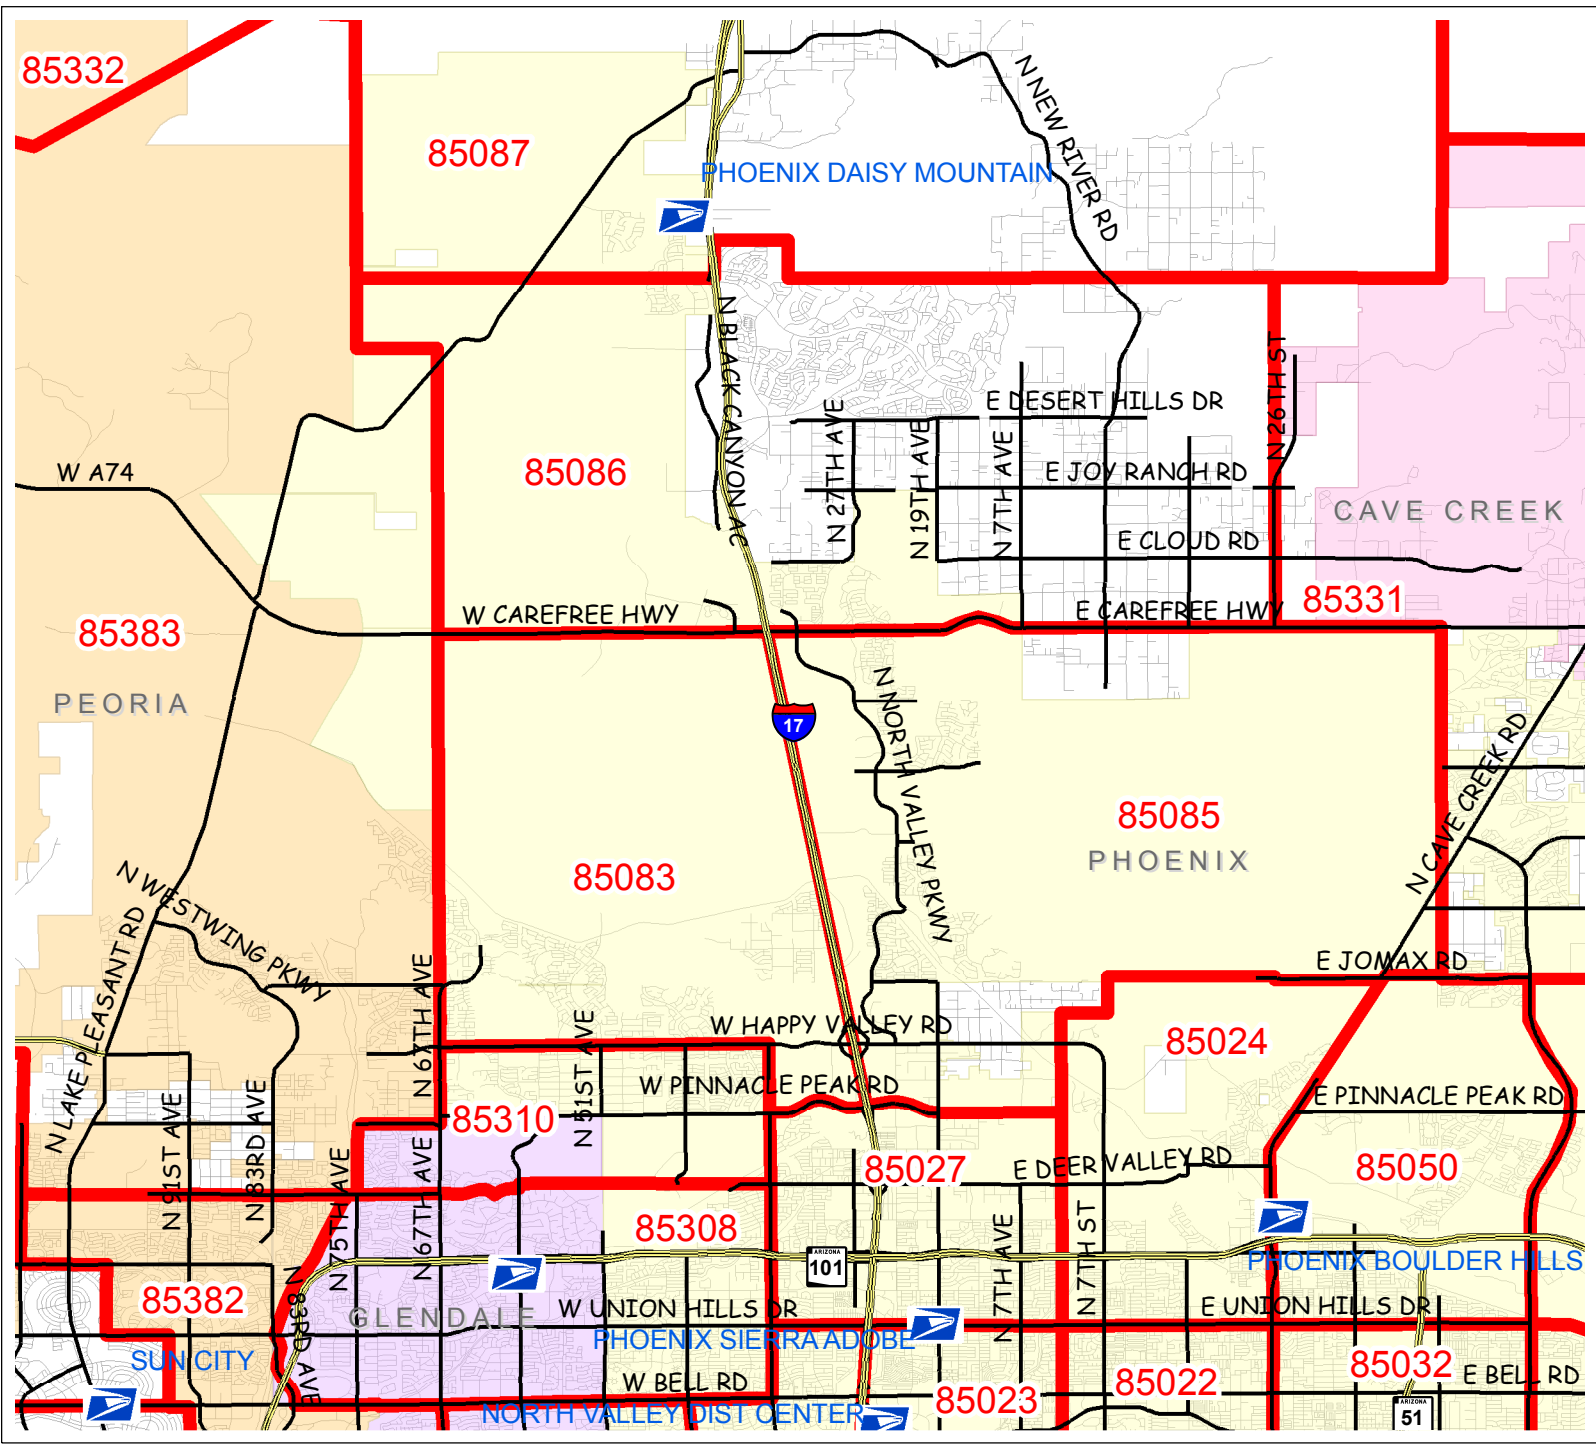 85332
85087
PHOENIX DAISY MOUNTAIN
N NEW RIVER RD
N BLACK CANYON AC
N 26TH ST
E DESERT HILLS DR
N 27TH AVE
N 19TH AVE
N 7TH AVE
W A74
85086
E JOY RANCH RD
CAVE CREEK
E CLOUD RD
85331
W CAREFREE HWY
E CAREFREE HWY
85383
PEORIA
17
N NORTH VALLEY PKWY
N CAVE CREEK RD
85085
PHOENIX
85083
N WESTWING PKWY
N LAKE PLEASANT RD
N 67TH AVE
E JOMAX RD
W HAPPY VALLEY RD
N 51ST AVE
85024
W PINNACLE PEAK RD
E PINNACLE PEAK RD
85310
N 91ST AVE
N 83RD AVE
N 75TH AVE
N 67TH AVE
85027
E DEER VALLEY RD
85050
85308
N 7TH AVE
N 7TH ST
ARIZONA
101
PHOENIX BOULDER HILLS
85382
N 83RD AVE
GLENDALE
W UNION HILLS DR
E UNION HILLS DR
PHOENIX SIERRA ADOBE
SUN CITY
85032
W BELL RD
E BELL RD
85023
85022
NORTH VALLEY DIST CENTER
ARIZONA
51